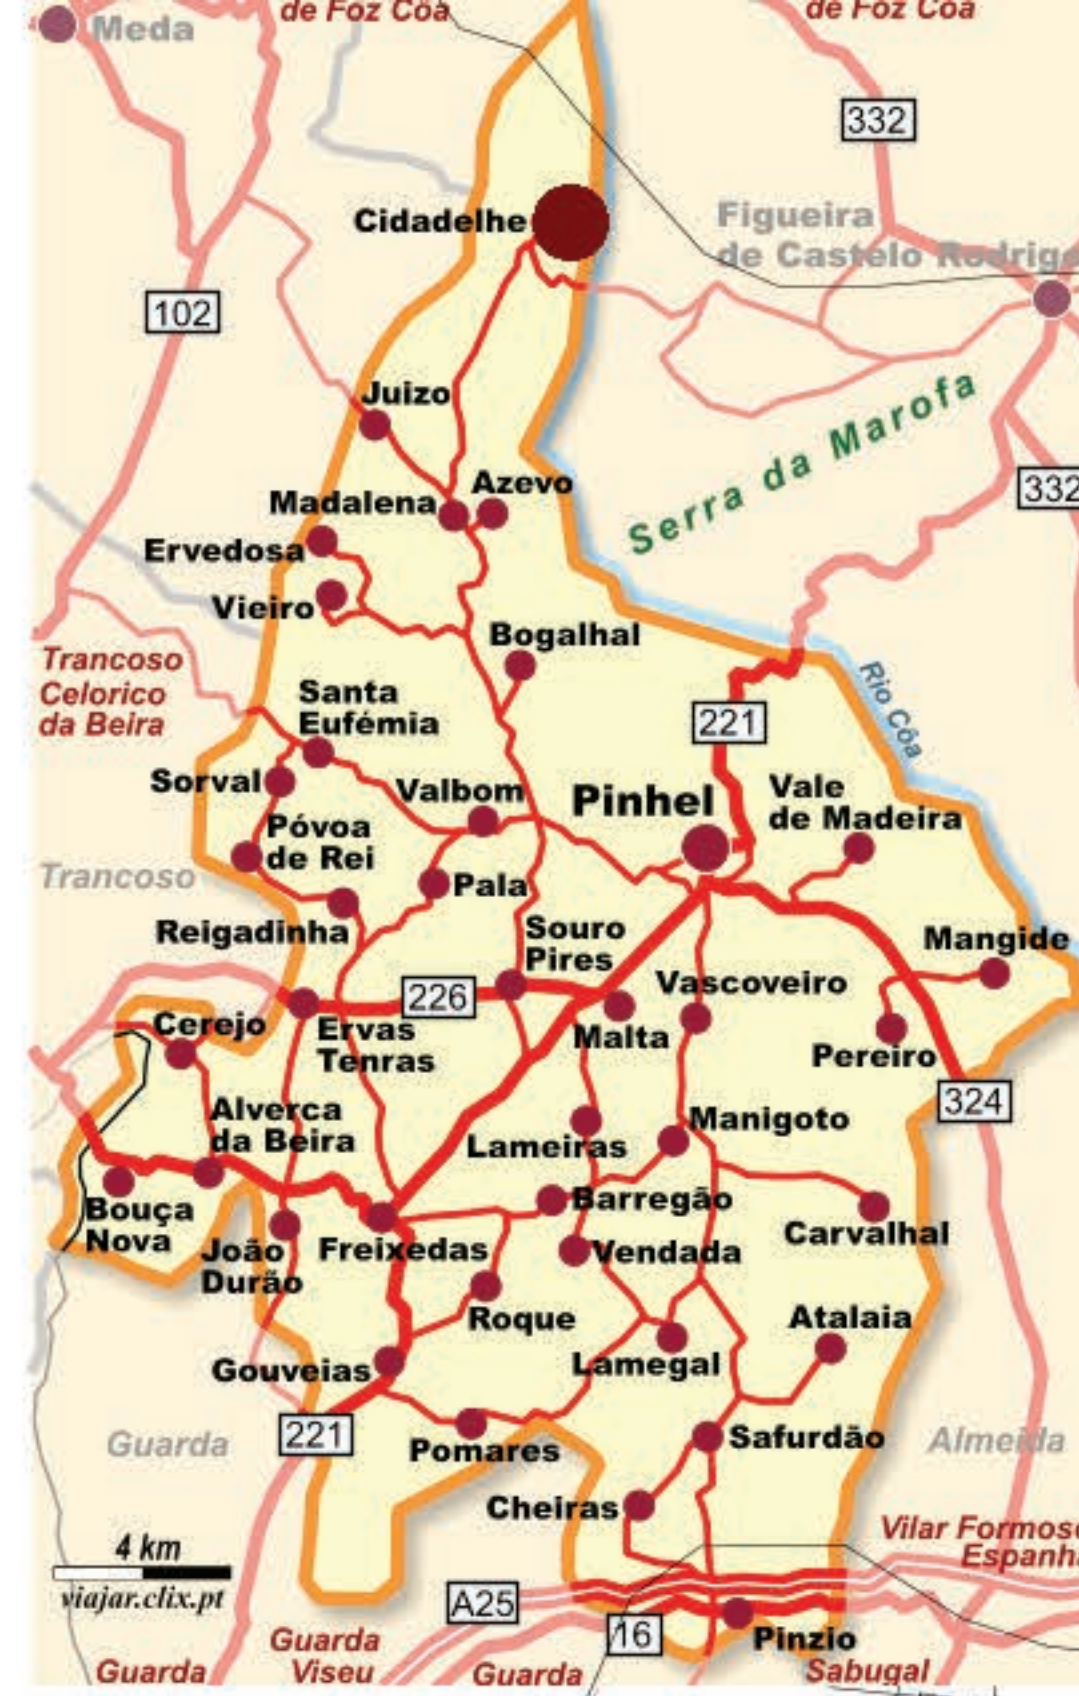 de Foz Côa
de Foz Côa
Meda
332
Cidadelhe
Figueira
de Castelo Rodrigo
102
Juizo
Serra da Marofa
Azevo
332
Madalena
Ervedosa
Vieiro
Bogalhal
Trancoso
Celorico
da Beira
Rio Côa
Santa
Eufémia
221
Sorval
Valbom
Pinhel
Vale
de Madeira
Póvoa
de Rei
Trancoso
Pala
Reigadinha
Souro
Pires
Mangide
226
Vascoveiro
Cerejo
Ervas
Tenras
Malta
Pereiro
324
Alverca
da Beira
Lameiras
Manigoto
Bouça
Nova
Barregão
Carvalhal
João
Durão
Freixedas
Vendada
Roque
Atalaia
Gouveias
Lamegal
221
Guarda
Pomares
Safurdão
Almeida
Cheiras
4 km
viajar.clix.pt
Vilar Formoso
Espanha
A25
16
Pinzio
Guarda
Viseu
Guarda
Guarda
Sabugal